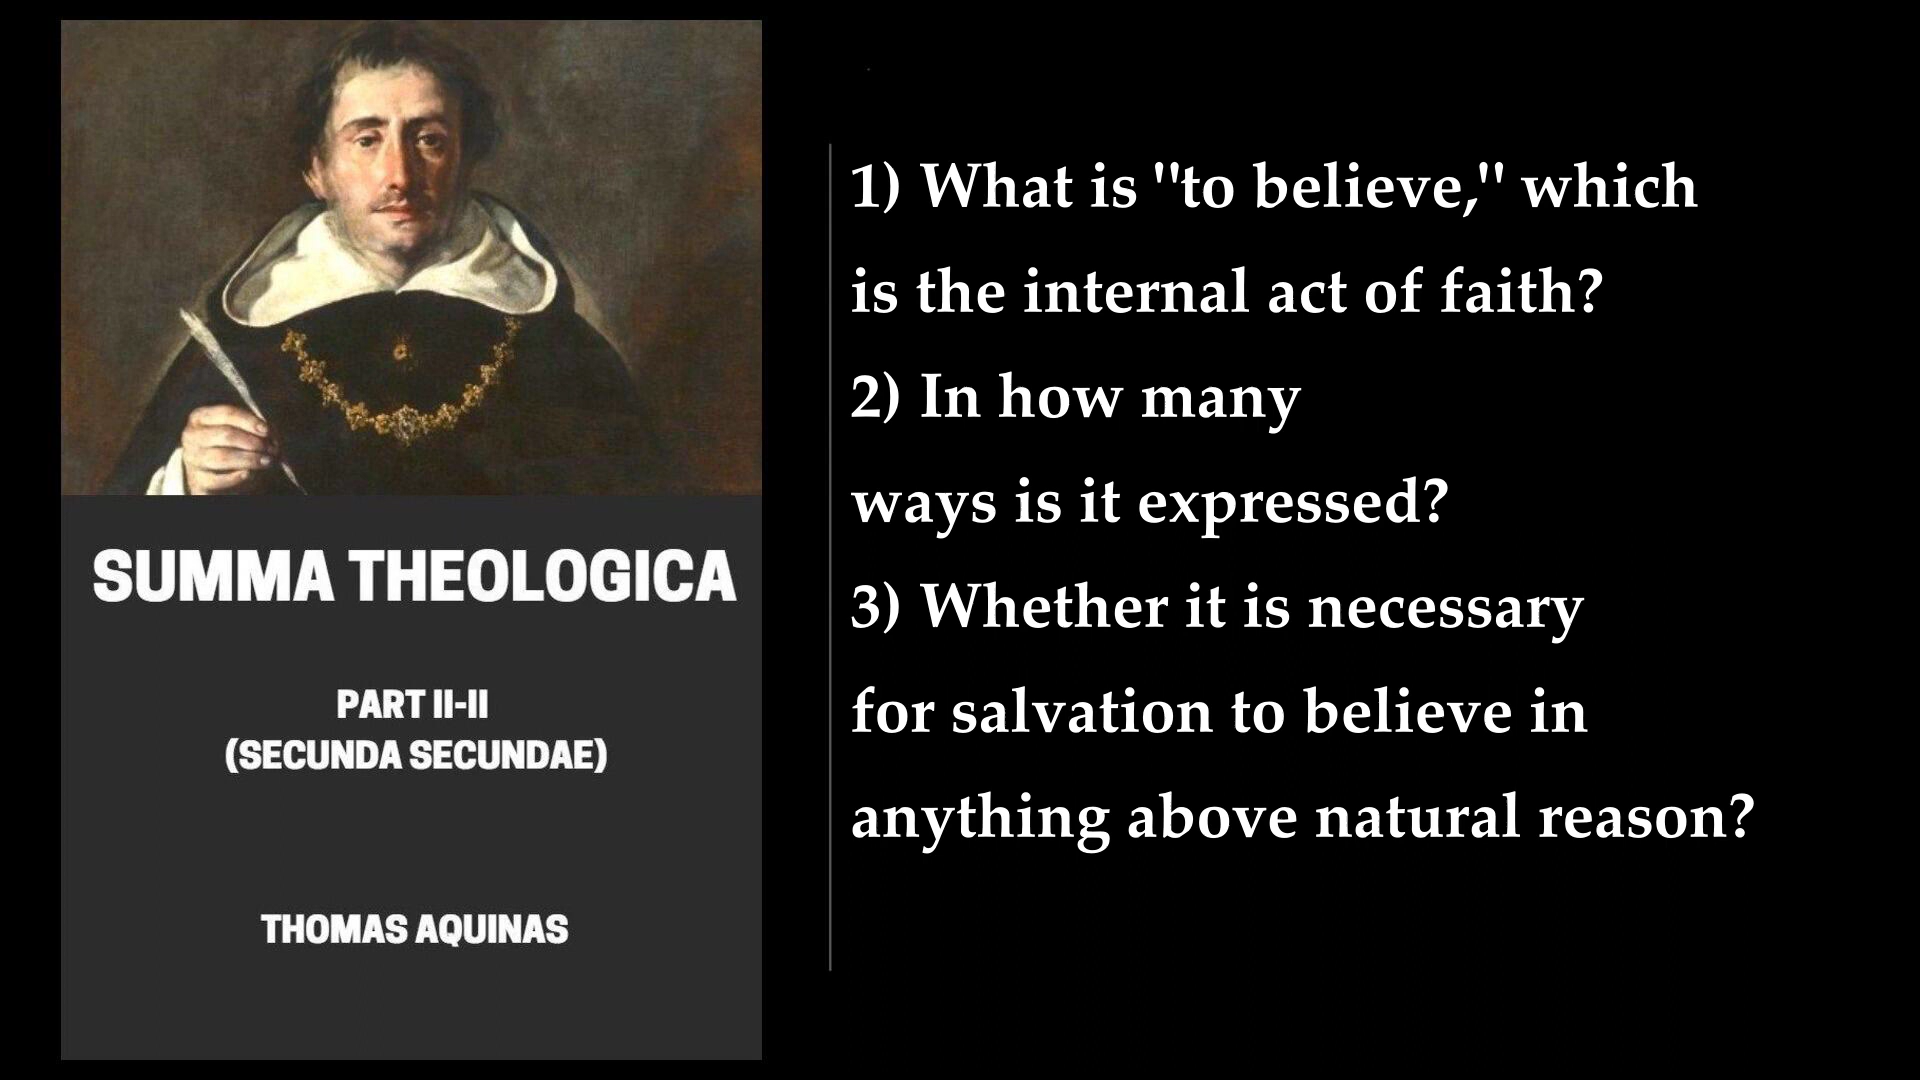 SUMMA THEOLOGICA
PART II-II
(SECUNDA SECUNDAE)
THOMAS AQUINAS
1) What is "to believe," which
is the internal act of faith?
2) In how many
ways is it expressed?
3) Whether it is necessary
for salvation to believe in
anything above natural reason?